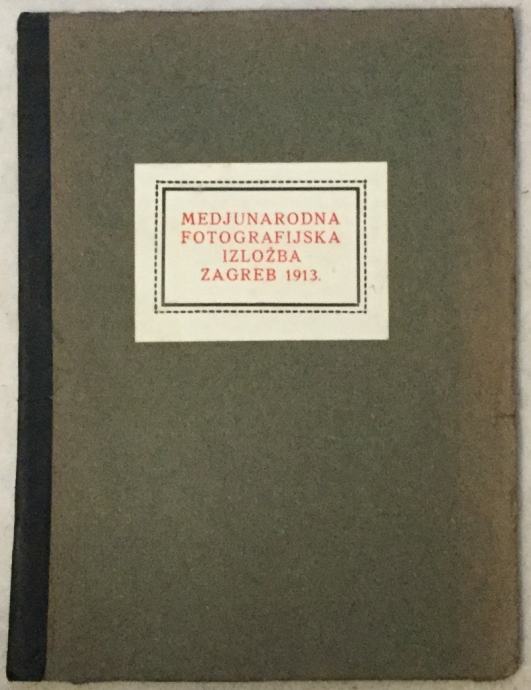 MEDJUNARODNA
FOTOGRAFIJSKA
IZLOŽBA
ZAGREB 1913.